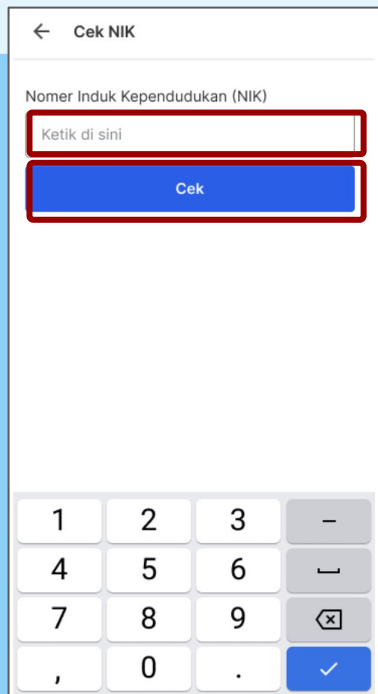 Cek NIK
Nomer Induk Kependudukan (NIK)
Ketik di sini
Cek
1 2 3 –
4 5 6
7 8 9
, 0 .